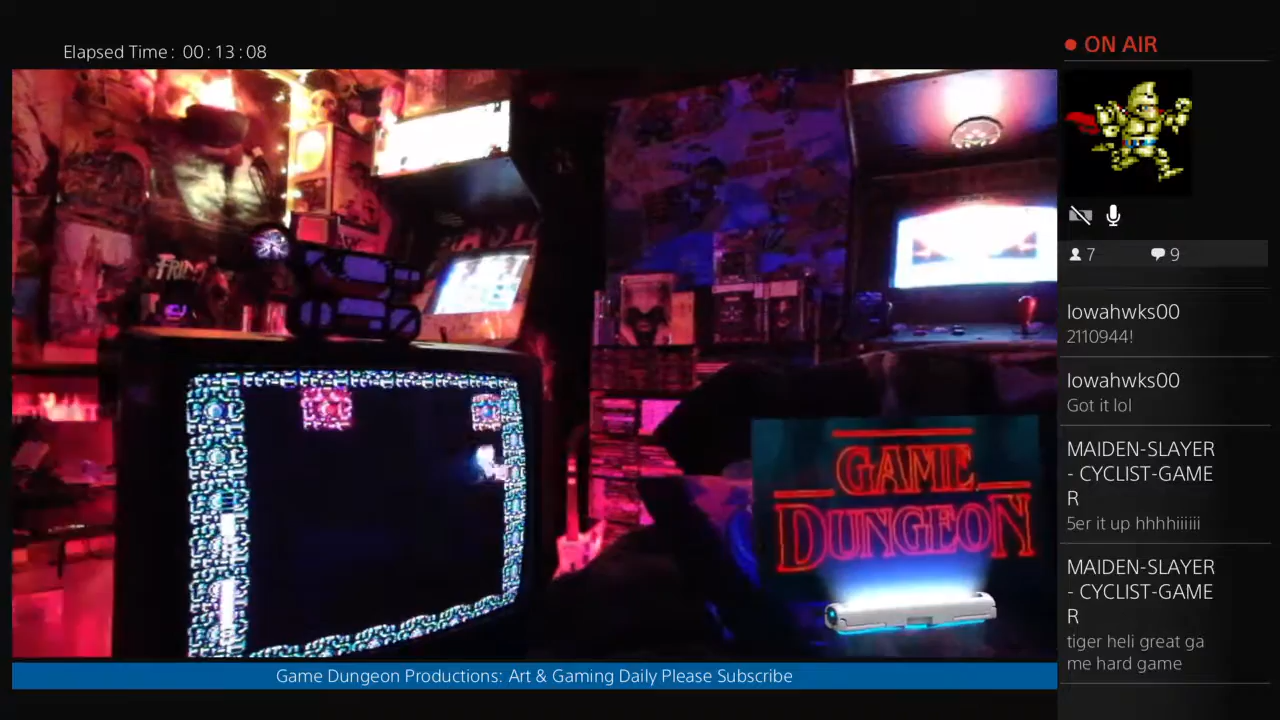 Elapsed Time: 00:13:08
ON AIR
7
9
Iowahwks00
2110944!
Iowahwks00
Got it lol
MAIDEN-SLAYER
- CYCLIST-GAME
R
5er it up hhhhiiiiii
MAIDEN-SLAYER
- CYCLIST-GAME
R
tiger heli great ga
me hard game
GAME
DUNGEON
Game Dungeon Productions: Art & Gaming Daily Please Subscribe